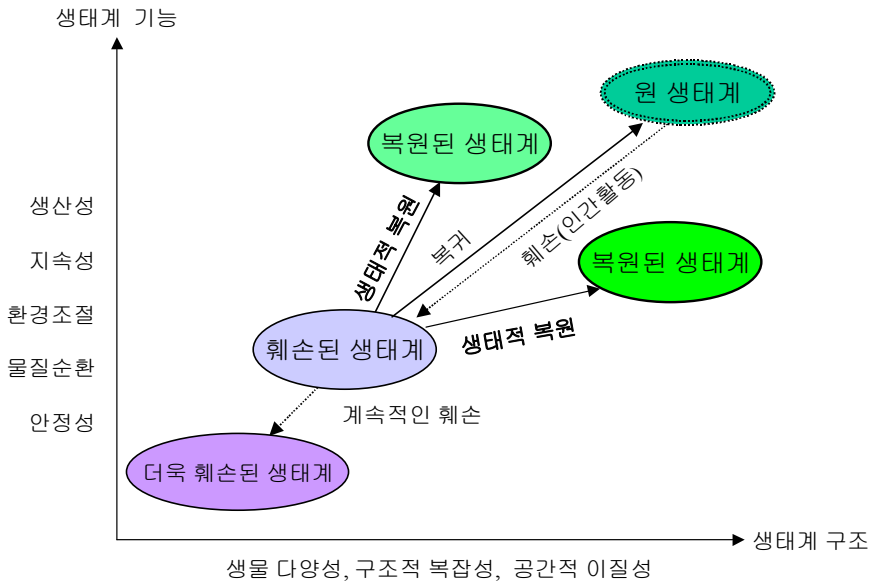 생태계 기능
원 생태계
복원된 생태계
생태적 복원
복귀
훼손(인간활동)
생산성
지속성
환경조절
물질순환
안정성
복원된 생태계
생태적 복원
훼손된 생태계
계속적인 훼손
더욱 훼손된 생태계
생태계 구조
생물 다양성, 구조적 복잡성, 공간적 이질성